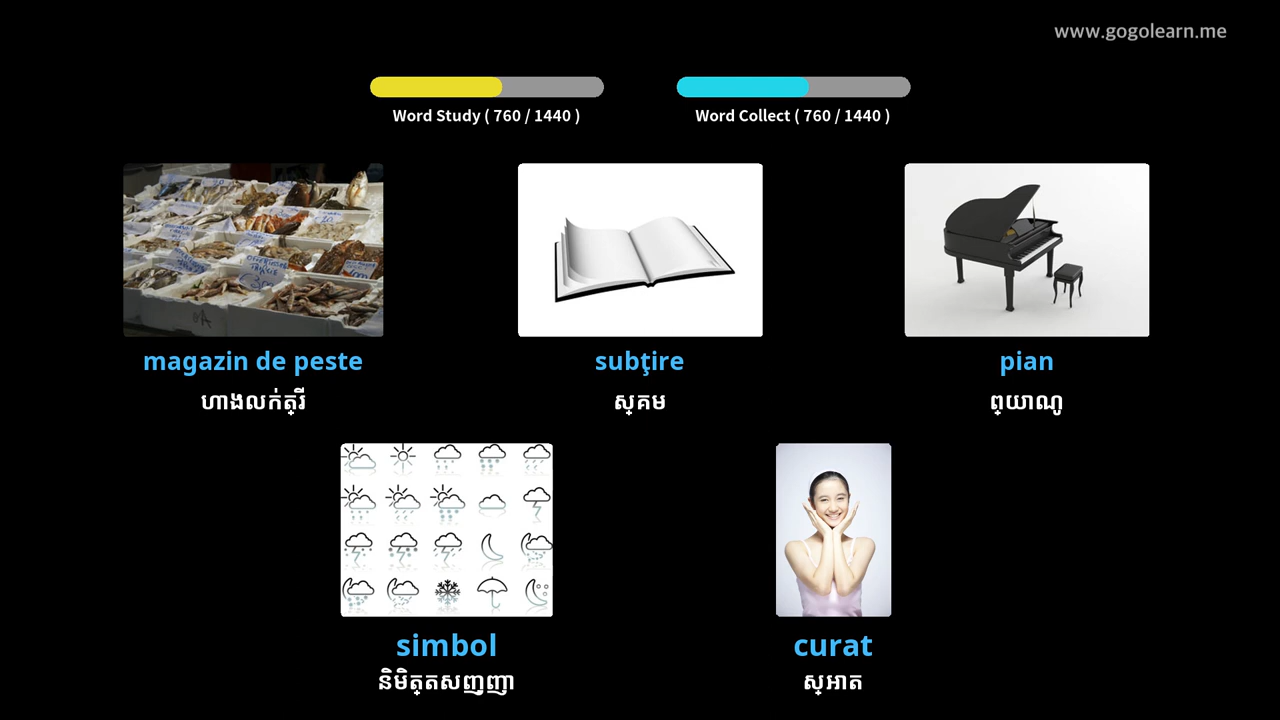 www.gogolearn.me
Word Study ( 760 / 1440 )
Word Collect ( 760 / 1440 )
magazin de peste
subţire
pian
ហាងលក់ត្រី
ស្គម
ព្យាណូ
simbol
curat
និមិត្តសញ្ញា
ស្អាត